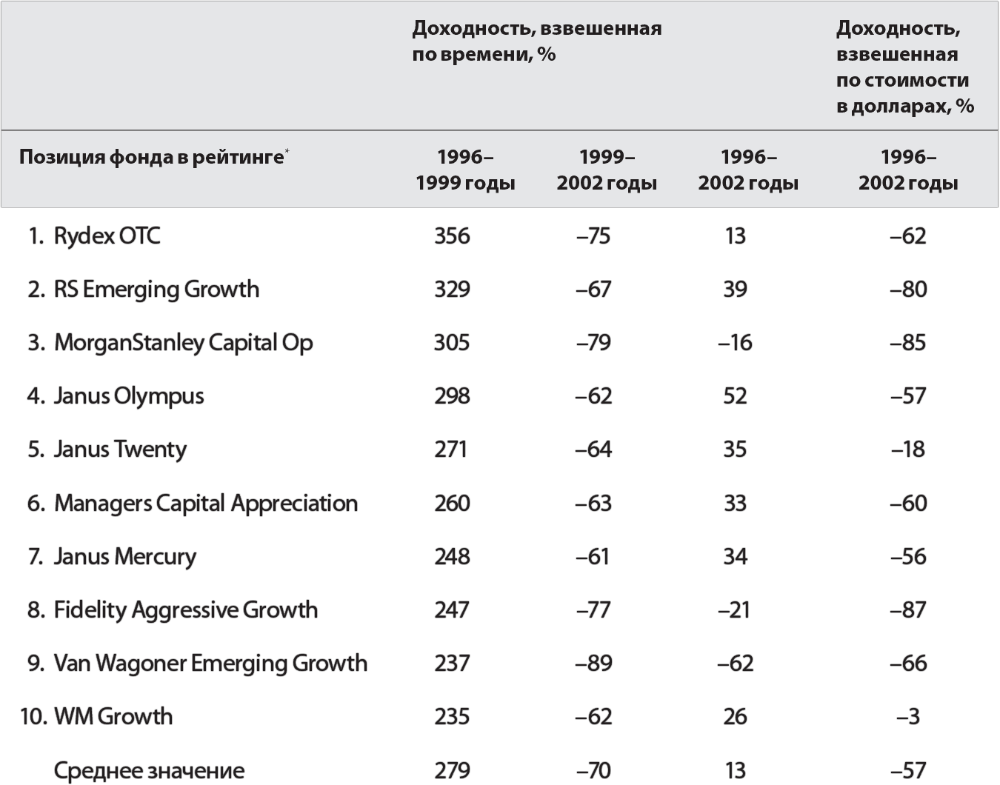 Доходность, взвешенная по времени, %
Доходность, взвешенная по стоимости в долларах, %
Позиция фонда в рейтинге* 1996–1999 годы 1999–2002 годы 1996–2002 годы 1996–2002 годы
1. Rydex OTC 356 –75 13 –62
2. RS Emerging Growth 329 –67 39 –80
3. MorganStanley Capital Op 305 –79 –16 –85
4. Janus Olympus 298 –62 52 –57
5. Janus Twenty 271 –64 35 –18
6. Managers Capital Appreciation 260 –63 33 –60
7. Janus Mercury 248 –61 34 –56
8. Fidelity Aggressive Growth 247 –77 –21 –87
9. Van Wagoner Emerging Growth 237 –89 –62 –66
10. WM Growth 235 –62 26 –3
Среднее значение 279 –70 13 –57